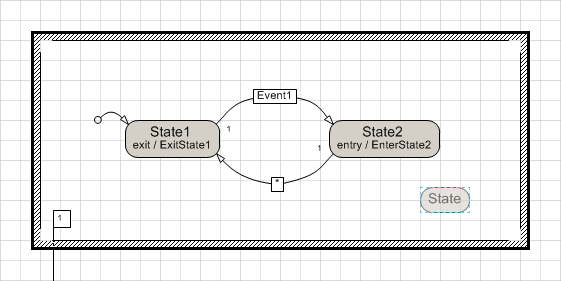 Event1
State1
exit / ExitState1
1
State2
entry / EnterState2
1
*
State
1